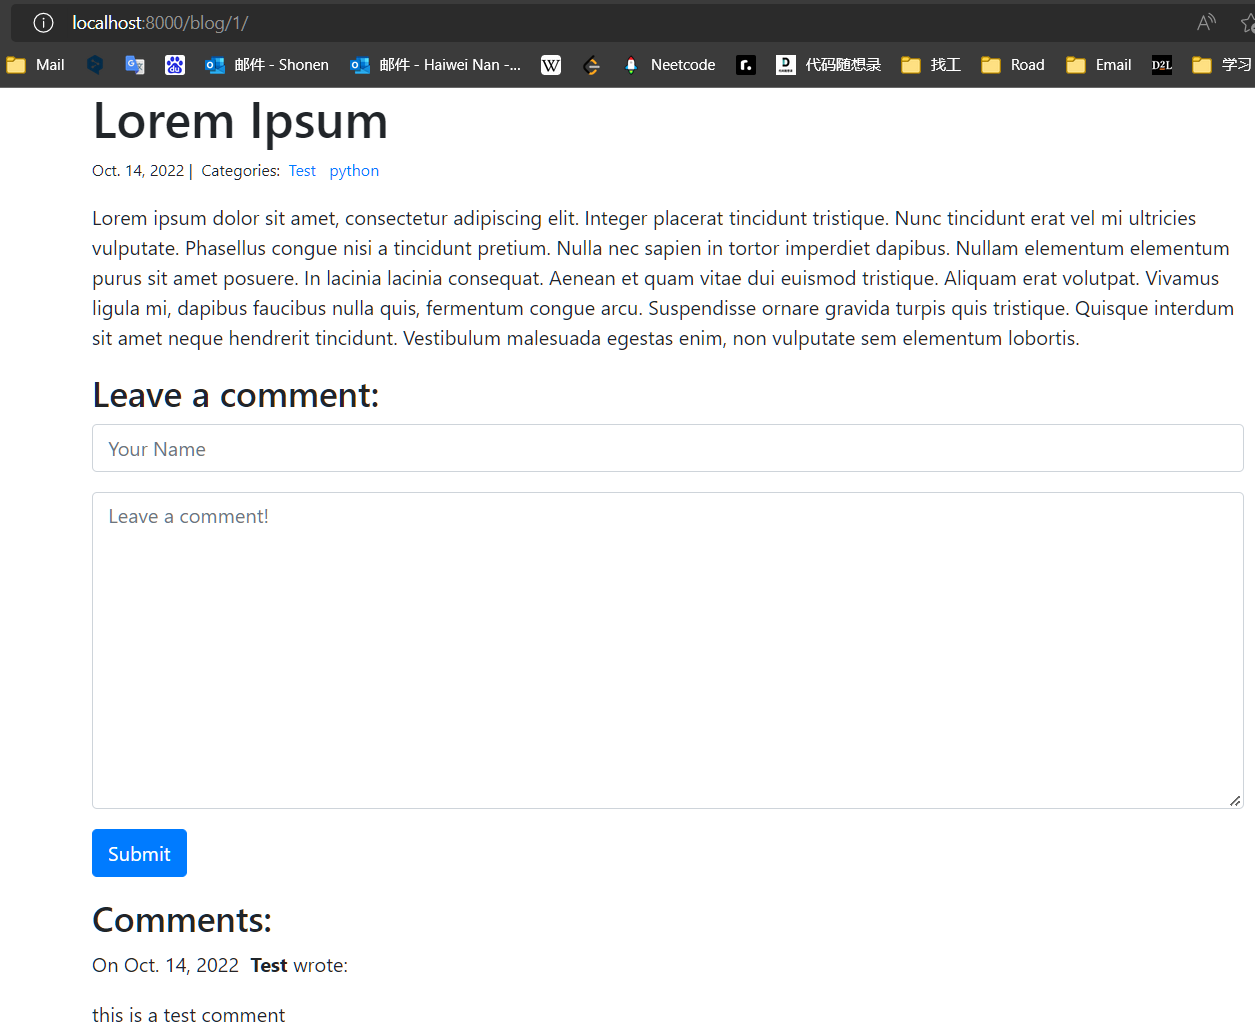 localhost:8000/blog/1/
Mail 邮件 - Shonen 邮件 - Haiwei Nan -... W Neetcode r. D 代码随想录 找工 Road Email D2L 学习
Lorem Ipsum
Oct. 14, 2022 | Categories: Test python
Lorem ipsum dolor sit amet, consectetur adipiscing elit. Integer placerat tincidunt tristique. Nunc tincidunt erat vel mi ultricies
vulputate. Phasellus congue nisi a tincidunt pretium. Nulla nec sapien in tortor imperdiet dapibus. Nullam elementum elementum
purus sit amet posuere. In lacinia lacinia consequat. Aenean et quam vitae dui euismod tristique. Aliquam erat volutpat. Vivamus
ligula mi, dapibus faucibus nulla quis, fermentum congue arcu. Suspendisse ornare gravida turpis quis tristique. Quisque interdum
sit amet neque hendrerit tincidunt. Vestibulum malesuada egestas enim, non vulputate sem elementum lobortis.
Leave a comment:
Your Name
Leave a comment!
Submit
Comments:
On Oct. 14, 2022 Test wrote:
this is a test comment